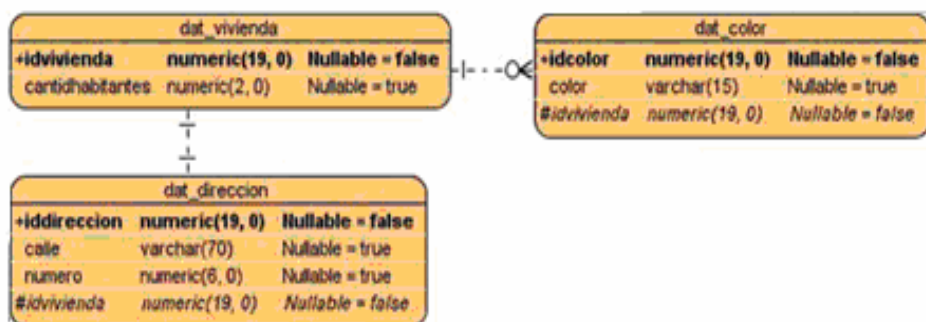 dat_vivienda
+idvivienda numeric(19, 0) Nullable = false
cantidhabitantes numeric(2, 0) Nullable = true
dat_color
+idcolor numeric(19, 0) Nullable = false
color varchar(15) Nullable = true
#idvivienda numeric(19, 0) Nullable = false
dat_direccion
+iddireccion numeric(19, 0) Nullable = false
calle varchar(70) Nullable = true
numero numeric(6, 0) Nullable = true
#idvivienda numeric(19, 0) Nullable = false